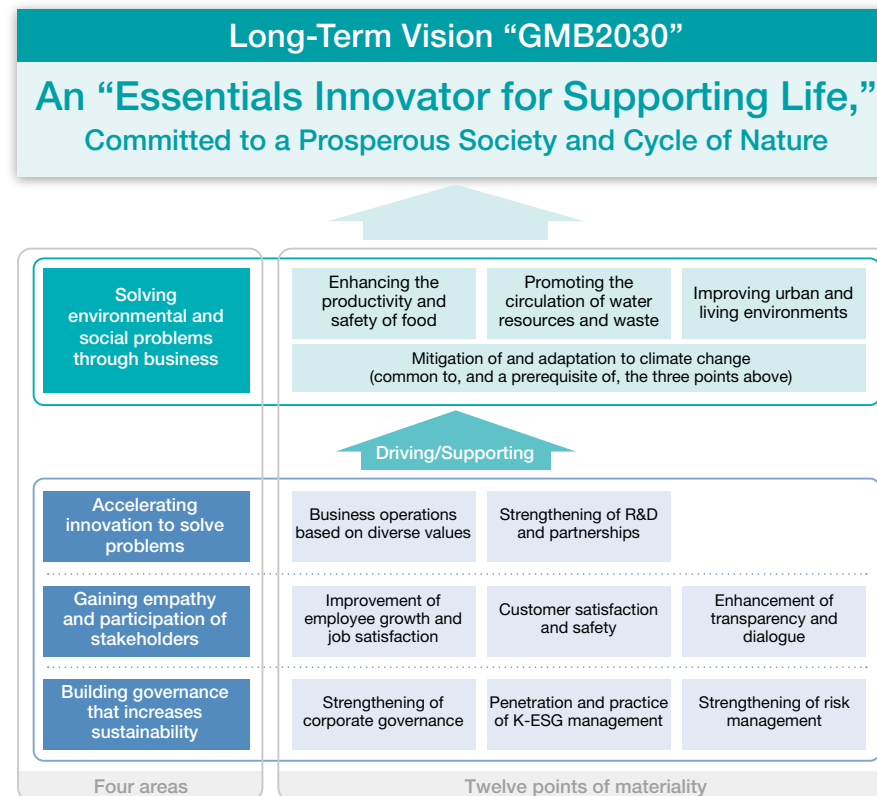 Long-Term Vision “GMB2030”
An “Essentials Innovator for Supporting Life,”
Committed to a Prosperous Society and Cycle of Nature
Solving
environmental and
social problems
through business
Enhancing the
productivity and
safety of food
Promoting the
circulation of water
resources and waste
Improving urban and
living environments
Mitigation of and adaptation to climate change
(common to, and a prerequisite of, the three points above)
Driving/Supporting
Accelerating
innovation to solve
problems
Business operations
based on diverse values
Strengthening of R&D
and partnerships
Gaining empathy
and participation of
stakeholders
Improvement of
employee growth and
job satisfaction
Customer satisfaction
and safety
Enhancement of
transparency and
dialogue
Building governance
that increases
sustainability
Strengthening of
corporate governance
Penetration and practice
of K-ESG management
Strengthening of risk
management
Four areas
Twelve points of materiality